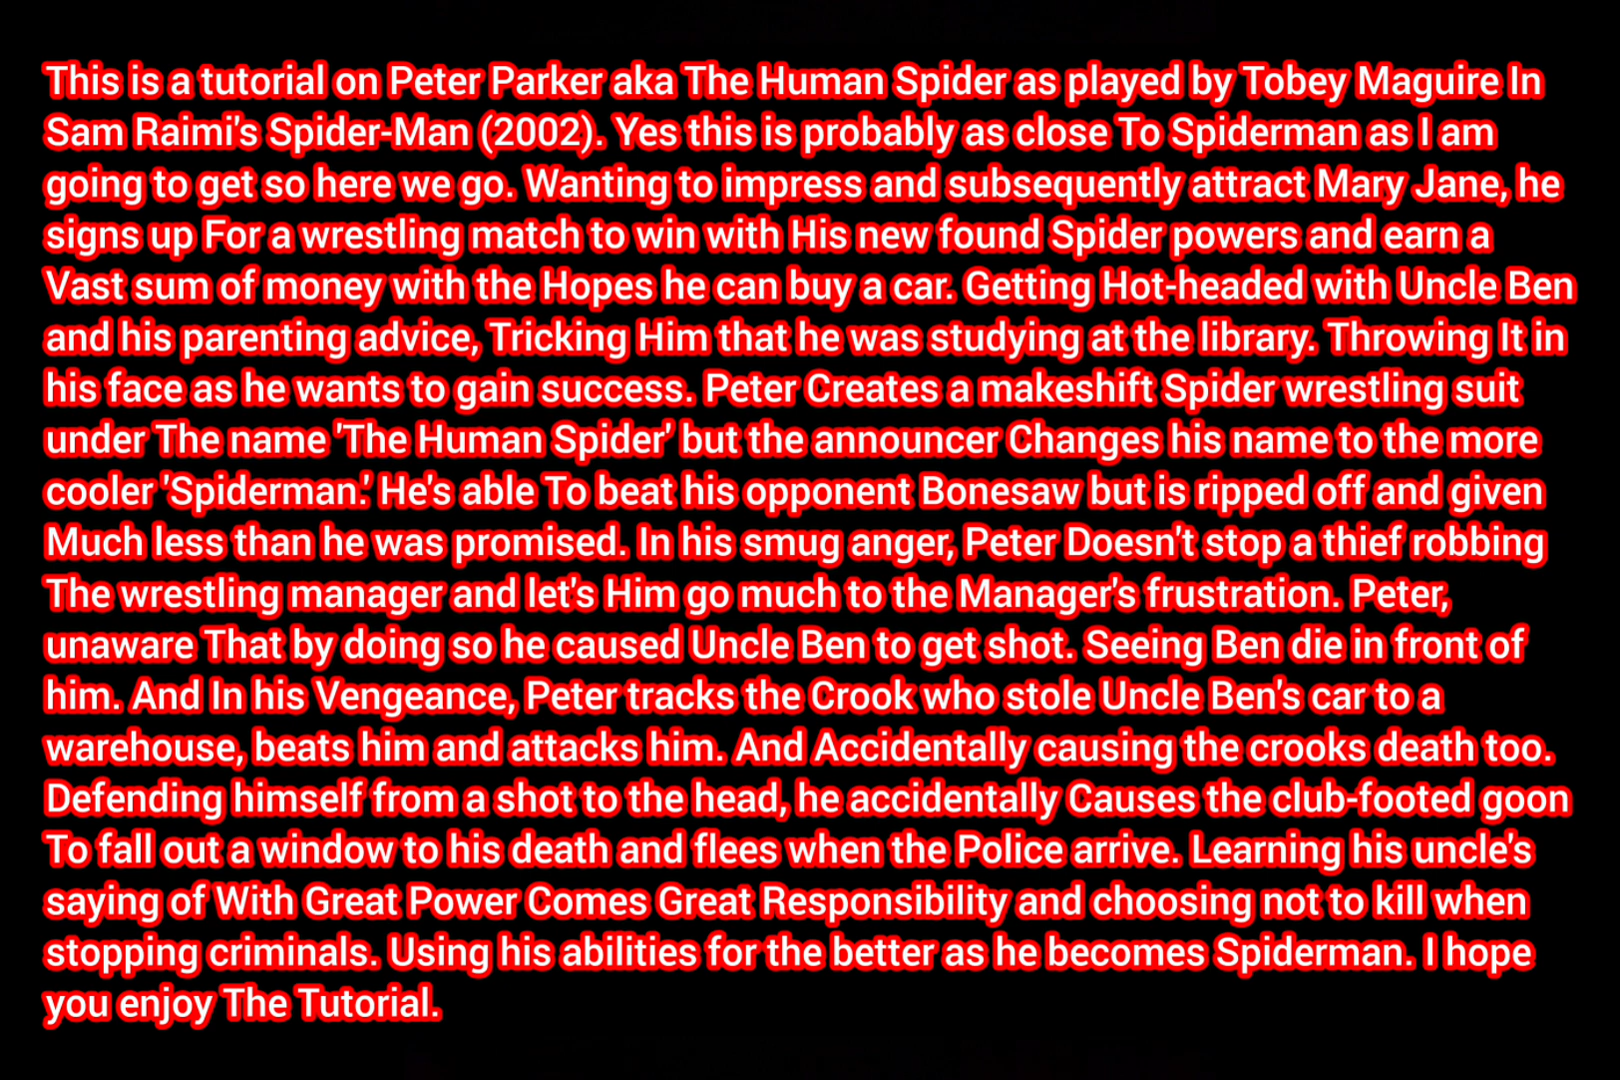 This is a tutorial on Peter Parker aka The Human Spider as played by Tobey Maguire In
Sam Raimi's Spider-Man (2002). Yes this is probably as close To Spiderman as I am
going to get so here we go. Wanting to impress and subsequently attract Mary Jane, he
signs up For a wrestling match to win with His new found Spider powers and earn a
Vast sum of money with the Hopes he can buy a car. Getting Hot-headed with Uncle Ben
and his parenting advice, Tricking Him that he was studying at the library. Throwing It in
his face as he wants to gain success. Peter Creates a makeshift Spider wrestling suit
under The name 'The Human Spider' but the announcer Changes his name to the more
cooler 'Spiderman.' He's able To beat his opponent Bonesaw but is ripped off and given
Much less than he was promised. In his smug anger, Peter Doesn't stop a thief robbing
The wrestling manager and let's Him go much to the Manager's frustration. Peter,
unaware That by doing so he caused Uncle Ben to get shot. Seeing Ben die in front of
him. And In his Vengeance, Peter tracks the Crook who stole Uncle Ben's car to a
warehouse, beats him and attacks him. And Accidentally causing the crooks death too.
Defending himself from a shot to the head, he accidentally Causes the club-footed goon
To fall out a window to his death and flees when the Police arrive. Learning his uncle's
saying of With Great Power Comes Great Responsibility and choosing not to kill when
stopping criminals. Using his abilities for the better as he becomes Spiderman. I hope
you enjoy The Tutorial.